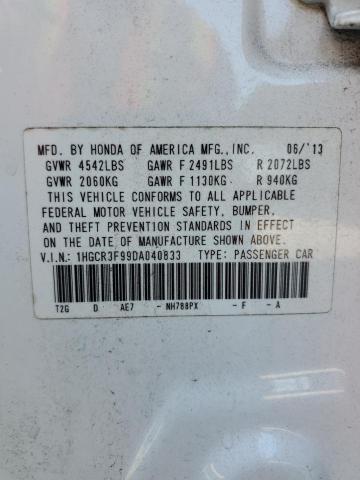 MFD. BY HONDA OF AMERICA MFG.,INC. 06/'13
GVWR 4542LBS GAWR F 2491LBS R 2072LBS
GVWR 2060KG GAWR F 1130KG R 940KG
THIS VEHICLE CONFORMS TO ALL APPLICABLE
FEDERAL MOTOR VEHICLE SAFETY, BUMPER,
AND THEFT PREVENTION STANDARDS IN EFFECT
ON THE DATE OF MANUFACTURE SHOWN ABOVE.
V.I.N.: 1HGCR3F99DA040833 TYPE: PASSENGER CAR
T2G D AE7 - NH788PX - F - A